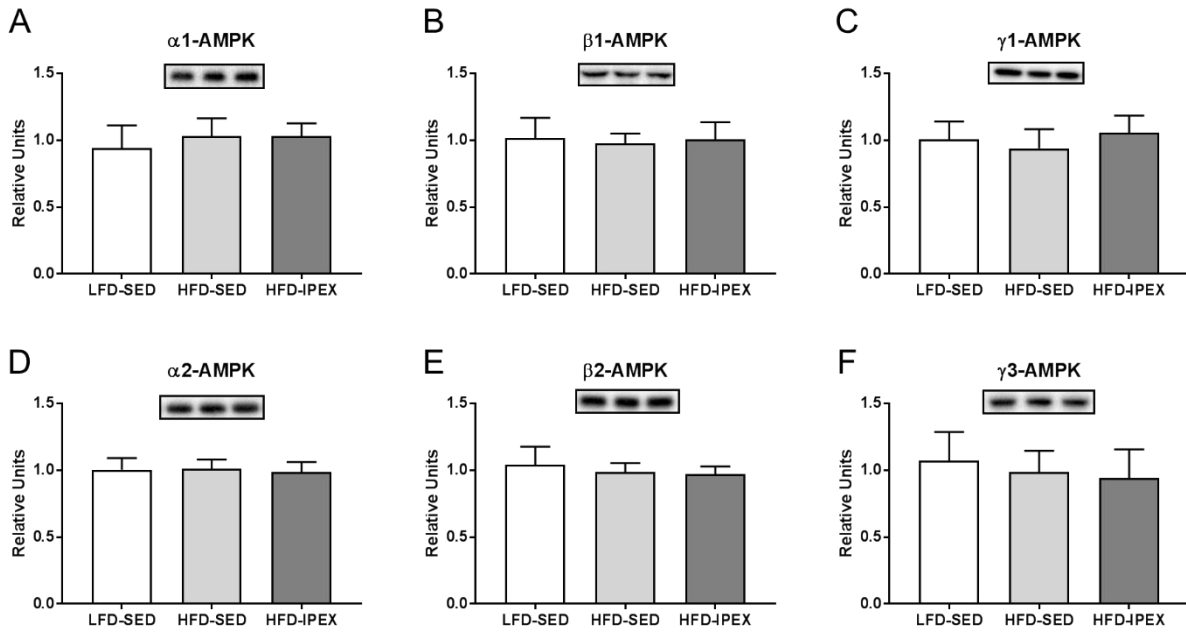 A
α1-AMPK
Relative Units
1.5
1.0
0.5
0.0
LFD-SED HFD-SED HFD-IPEX
B
β1-AMPK
Relative Units
1.5
1.0
0.5
0.0
LFD-SED HFD-SED HFD-IPEX
C
γ1-AMPK
Relative Units
1.5
1.0
0.5
0.0
LFD-SED HFD-SED HFD-IPEX
D
α2-AMPK
Relative Units
1.5
1.0
0.5
0.0
LFD-SED HFD-SED HFD-IPEX
E
β2-AMPK
Relative Units
1.5
1.0
0.5
0.0
LFD-SED HFD-SED HFD-IPEX
F
γ3-AMPK
Relative Units
1.5
1.0
0.5
0.0
LFD-SED HFD-SED HFD-IPEX